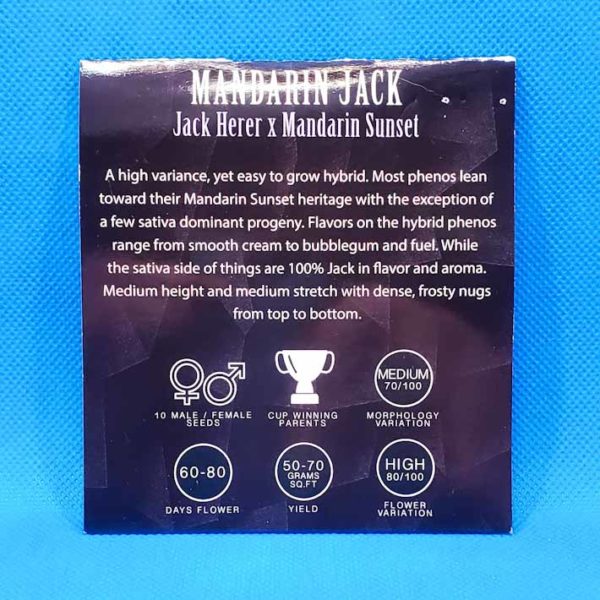 MANDARIN JACK
Jack Herer x Mandarin Sunset
A high variance, yet easy to grow hybrid. Most phenos lean
toward their Mandarin Sunset heritage with the exception of
a few sativa dominant progeny. Flavors on the hybrid phenos
range from smooth cream to bubblegum and fuel. While
the sativa side of things are 100% Jack in flavor and aroma.
Medium height and medium stretch with dense, frosty nugs
from top to bottom.
10 MALE / FEMALE
SEEDS
CUP WINNING
PARENTS
MEDIUM
70/100
MORPHOLOGY
VARIATION
60-80
DAYS FLOWER
50-70
GRAMS
SQ.FT
YIELD
HIGH
80/100
FLOWER
VARIATION